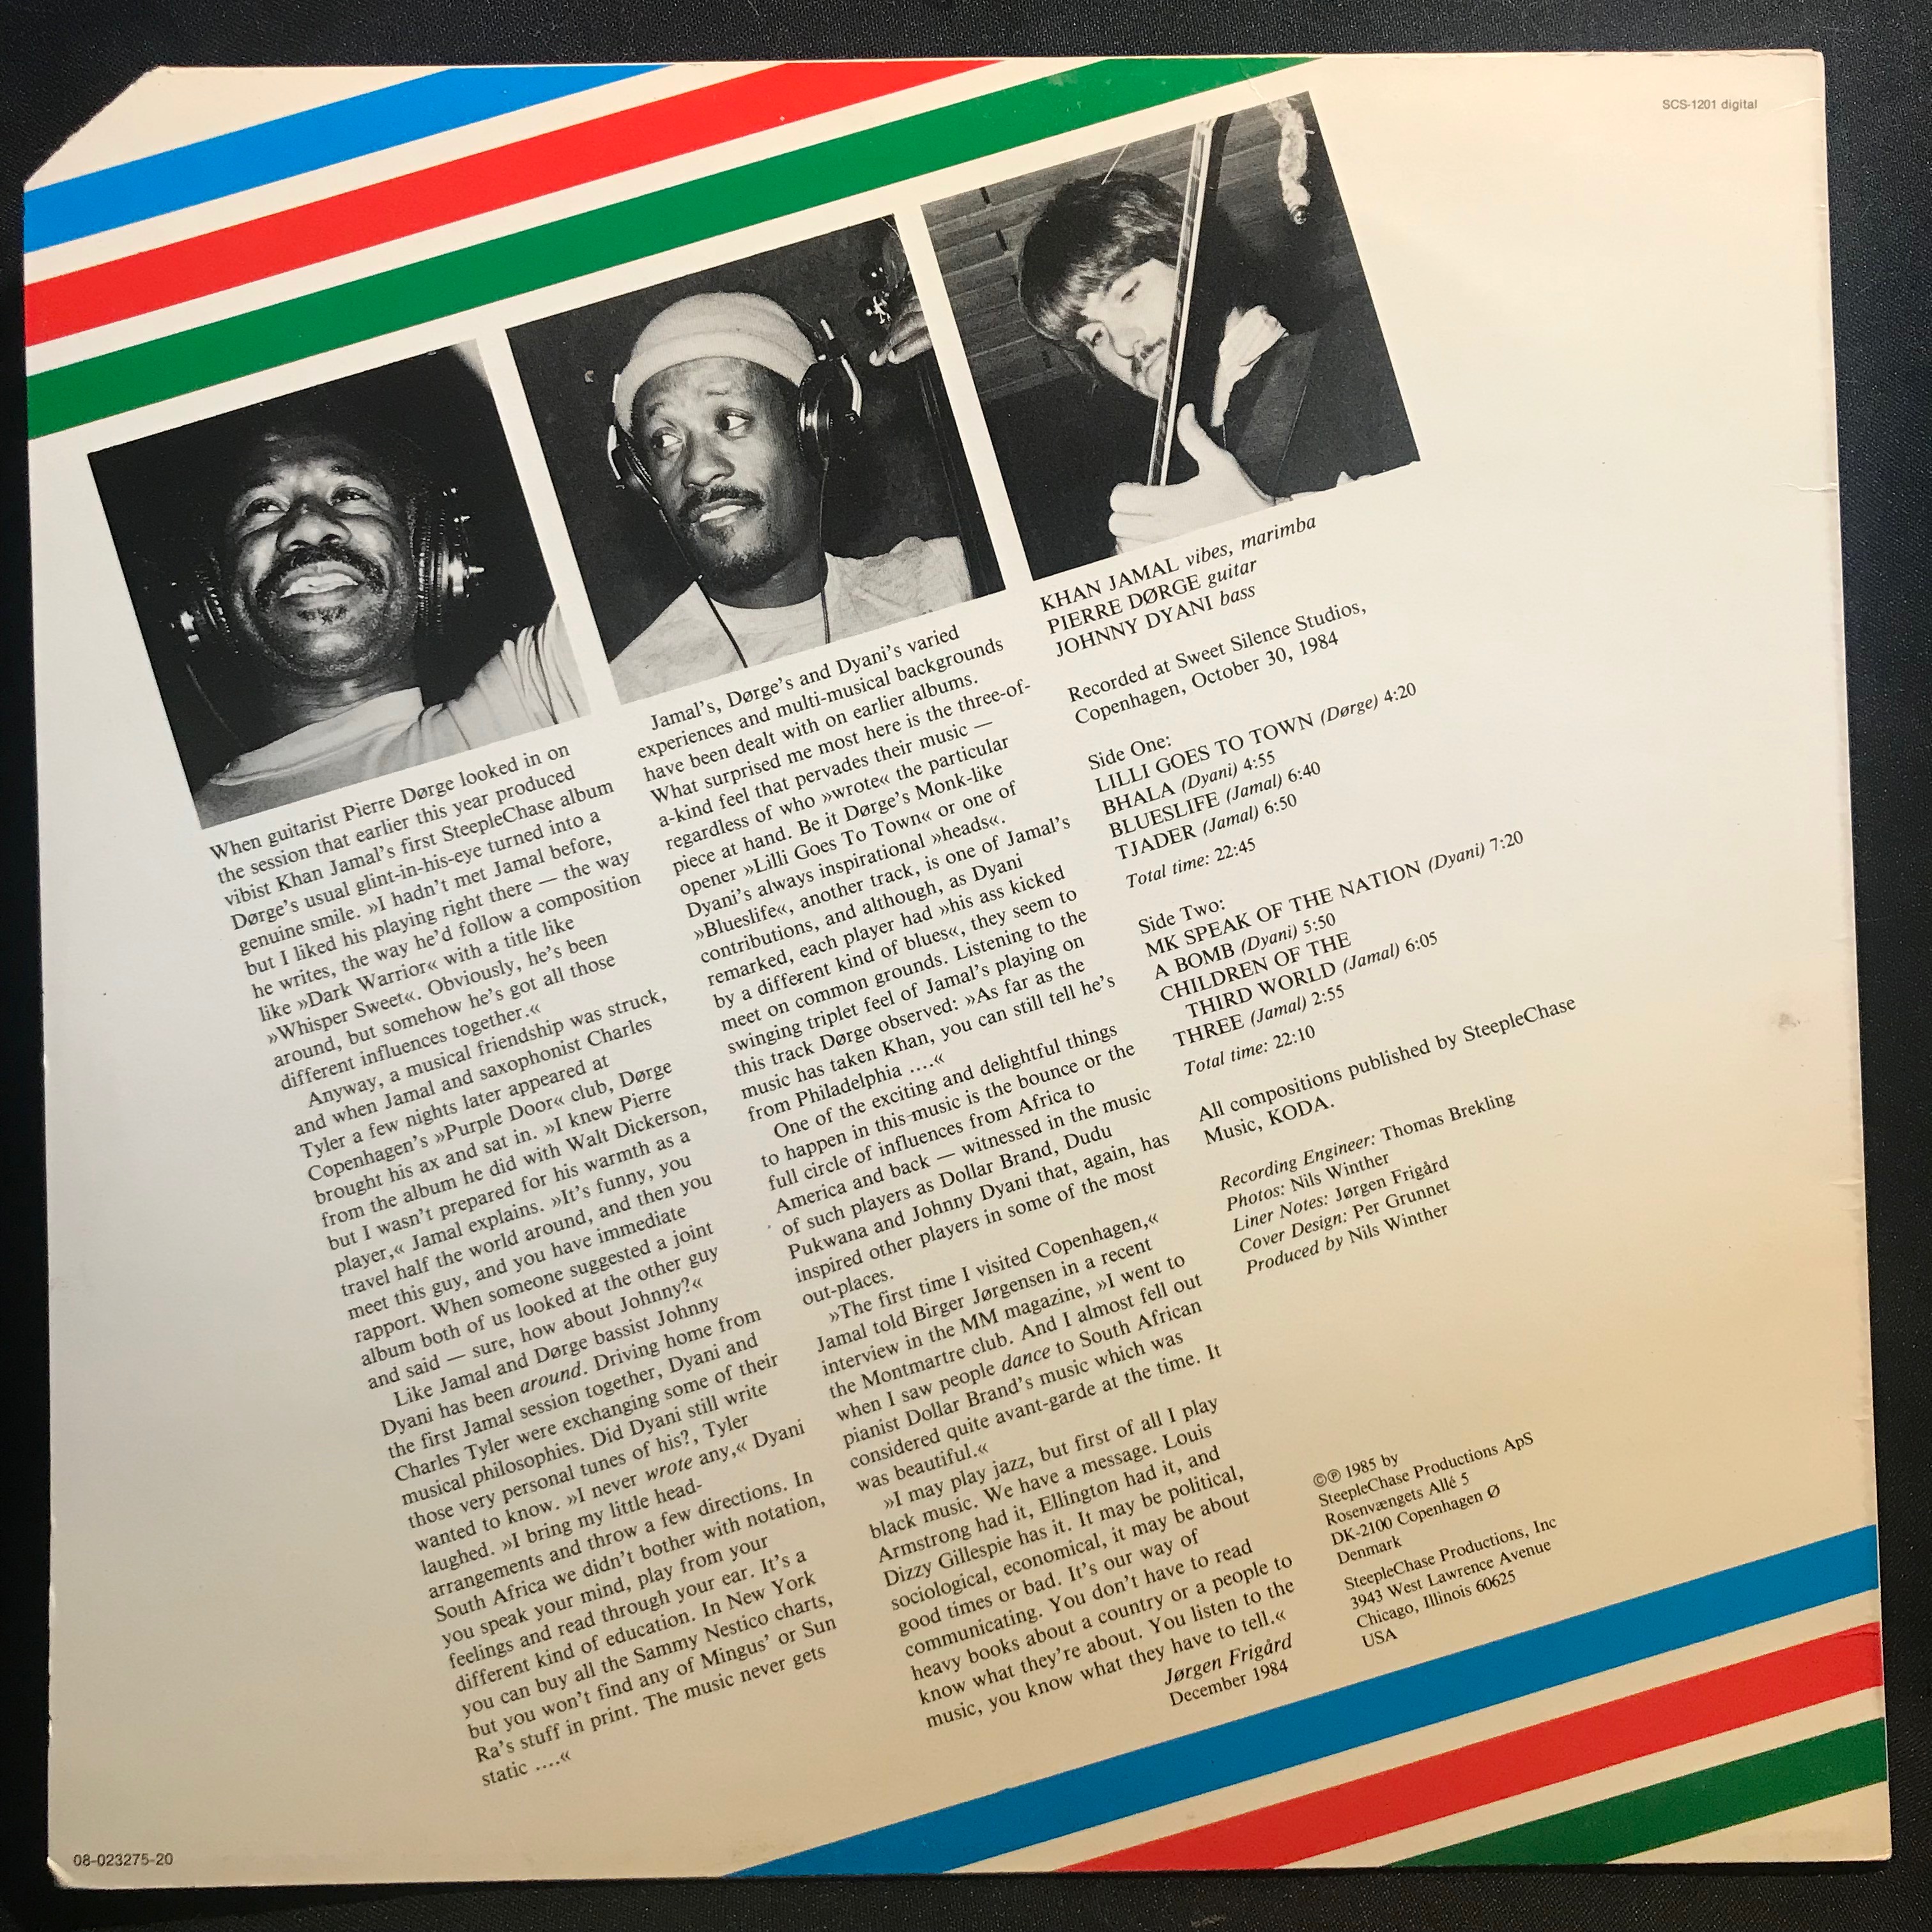 SCS-1201 digital
When guitarist Pierre Dørge looked in on
the session that earlier this year produced
vibist Khan Jamal's first SteepleChase album
Dørge's usual glint-in-his-eye turned into a
genuine smile. »I hadn't met Jamal before,
but I liked his playing right there — the way
he writes, the way he'd follow a composition
like »Dark Warrior« with a title like
»Whisper Sweet«. Obviously, he's been
around, but somehow he's got all those
different influences together.«
Anyway, a musical friendship was struck,
and when Jamal and saxophonist Charles
Tyler a few nights later appeared at
Copenhagen's »Purple Door« club, Dørge
brought his ax and sat in. »I knew Pierre
from the album he did with Walt Dickerson,
but I wasn't prepared for his warmth as a
player,« Jamal explains. »It's funny, you
travel half the world around, and then you
meet this guy, and you have immediate
rapport. When someone suggested a joint
album both of us looked at the other guy
and said — sure, how about Johnny?«
Like Jamal and Dørge bassist Johnny
Dyani has been around. Driving home from
the first Jamal session together, Dyani and
Charles Tyler were exchanging some of their
musical philosophies. Did Dyani still write
those very personal tunes of his?, Tyler
wanted to know. »I never wrote any,« Dyani
laughed. »I bring my little head-
arrangements and throw a few directions. In
South Africa we didn't bother with notation,
you speak your mind, play from your
feelings and read through your ear. It's a
different kind of education. In New York
you can buy all the Sammy Nestico charts,
but you won't find any of Mingus' or Sun
Ra's stuff in print. The music never gets
static ....«
Jamal's, Dørge's and Dyani's varied
experiences and multi-musical backgrounds
have been dealt with on earlier albums.
What surprised me most here is the three-of-
a-kind feel that pervades their music —
regardless of who »wrote« the particular
piece at hand. Be it Dørge's Monk-like
opener »Lilli Goes To Town« or one of
Dyani's always inspirational »heads«.
»Blueslife«, another track, is one of Jamal's
contributions, and although, as Dyani
remarked, each player had »his ass kicked
by a different kind of blues«, they seem to
meet on common grounds. Listening to the
swinging triplet feel of Jamal's playing on
this track Dørge observed: »As far as the
music has taken Khan, you can still tell he's
from Philadelphia ....«
One of the exciting and delightful things
to happen in this music is the bounce or the
full circle of influences from Africa to
America and back — witnessed in the music
of such players as Dollar Brand, Dudu
Pukwana and Johnny Dyani that, again, has
inspired other players in some of the most
out-places.
»The first time I visited Copenhagen,«
Jamal told Birger Jørgensen in a recent
interview in the MM magazine, »I went to
the Montmartre club. And I almost fell out
when I saw people dance to South African
pianist Dollar Brand's music which was
considered quite avant-garde at the time. It
was beautiful.«
»I may play jazz, but first of all I play
black music. We have a message. Louis
Armstrong had it, Ellington had it, and
Dizzy Gillespie has it. It may be political,
sociological, economical, it may be about
good times or bad. It's our way of
communicating. You don't have to read
heavy books about a country or a people to
know what they're about. You listen to the
music, you know what they have to tell.«
Jørgen Frigård
December 1984
KHAN JAMAL vibes, marimba
PIERRE DØRGE guitar
JOHNNY DYANI bass
Recorded at Sweet Silence Studios,
Copenhagen, October 30, 1984
Side One:
LILLI GOES TO TOWN (Dørge) 4:20
BHALA (Dyani) 4:55
BLUESLIFE (Jamal) 6:40
TJADER (Jamal) 6:50
Total time: 22:45
Side Two:
MK SPEAK OF THE NATION (Dyani) 7:20
A BOMB (Dyani) 5:50
CHILDREN OF THE
THIRD WORLD (Jamal) 6:05
THREE (Jamal) 2:55
Total time: 22:10
All compositions published by SteepleChase
Music, KODA.
Recording Engineer: Thomas Brekling
Photos: Nils Winther
Liner Notes: Jørgen Frigård
Cover Design: Per Grunnet
Produced by Nils Winther
©℗ 1985 by
SteepleChase Productions ApS
Rosenvængets Allé 5
DK-2100 Copenhagen Ø
Denmark
SteepleChase Productions, Inc
3943 West Lawrence Avenue
Chicago, Illinois 60625
USA
08-023275-20